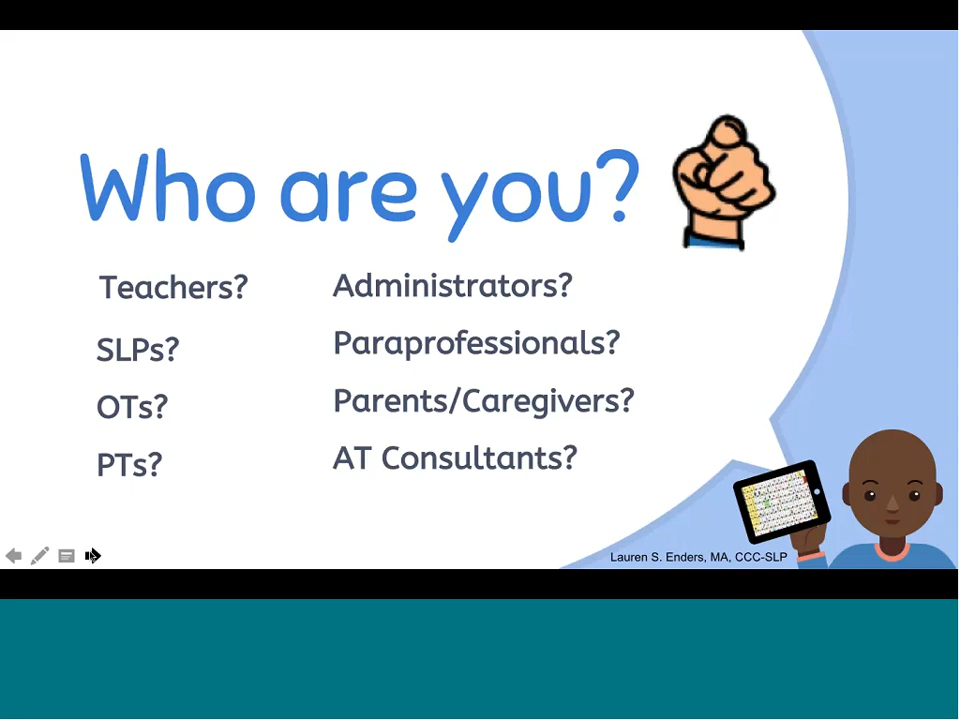 Who are you?
Teachers?
SLPs?
OTs?
PTs?
Administrators?
Paraprofessionals?
Parents/Caregivers?
AT Consultants?
Lauren S. Enders, MA, CCC-SLP